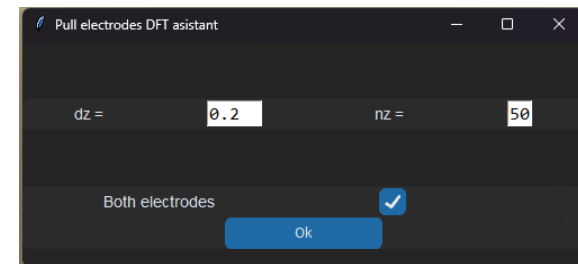 Pull electrodes DFT asistant
dz = 0.2 nz = 50
Both electrodes
Ok